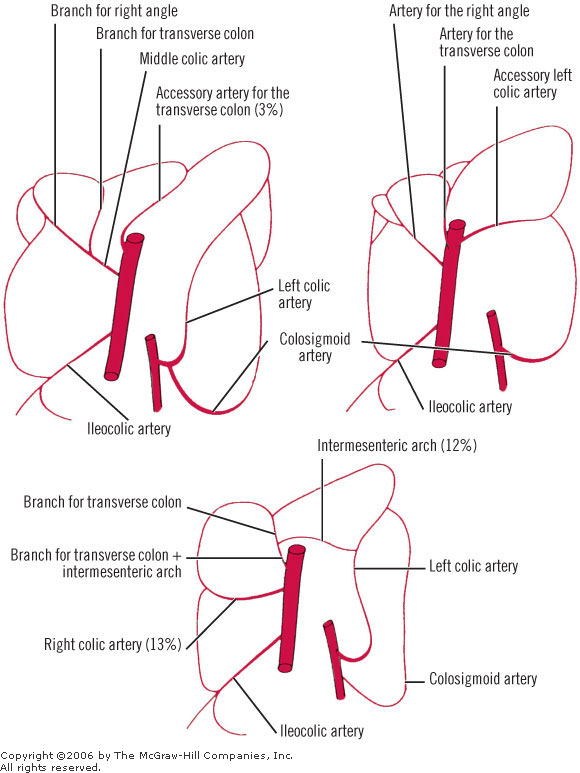 Branch for right angle
Branch for transverse colon
Middle colic artery
Accessory artery for the
transverse colon (3%)
Left colic
artery
Colosigmoid
artery
Ileocolic artery
Artery for the right angle
Artery for the
transverse colon
Accessory left
colic artery
Ileocolic artery
Intermesenteric arch (12%)
Branch for transverse colon
Branch for transverse colon +
intermesenteric arch
Left colic artery
Right colic artery (13%)
Colosigmoid artery
Ileocolic artery
Copyright ©2006 by The McGraw-Hill Companies, Inc.
All rights reserved.